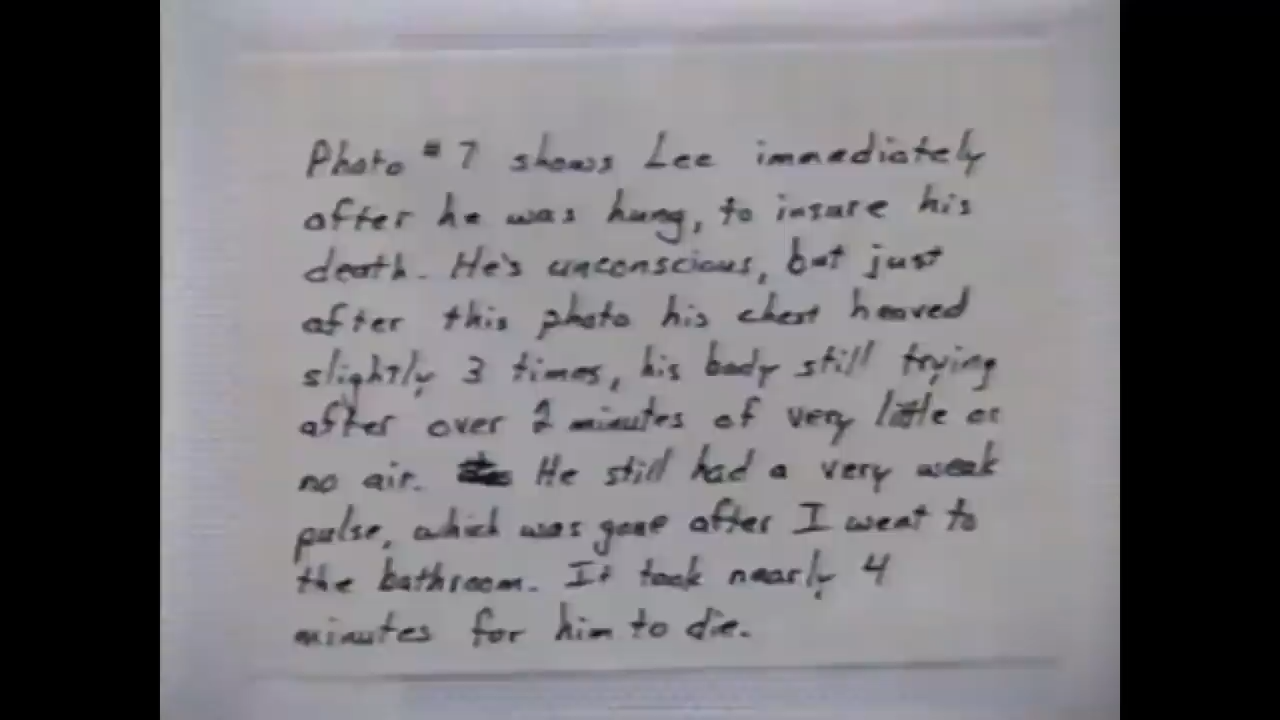 Photo #7 shows Lee immediately
after he was hung, to insure his
death. He's unconscious, but just
after this photo his chest heaved
slightly 3 times, his body still trying
after over 2 minutes of very little or
no air. He still had a very weak
pulse, which was gone after I went to
the bathroom. It took nearly 4
minutes for him to die.